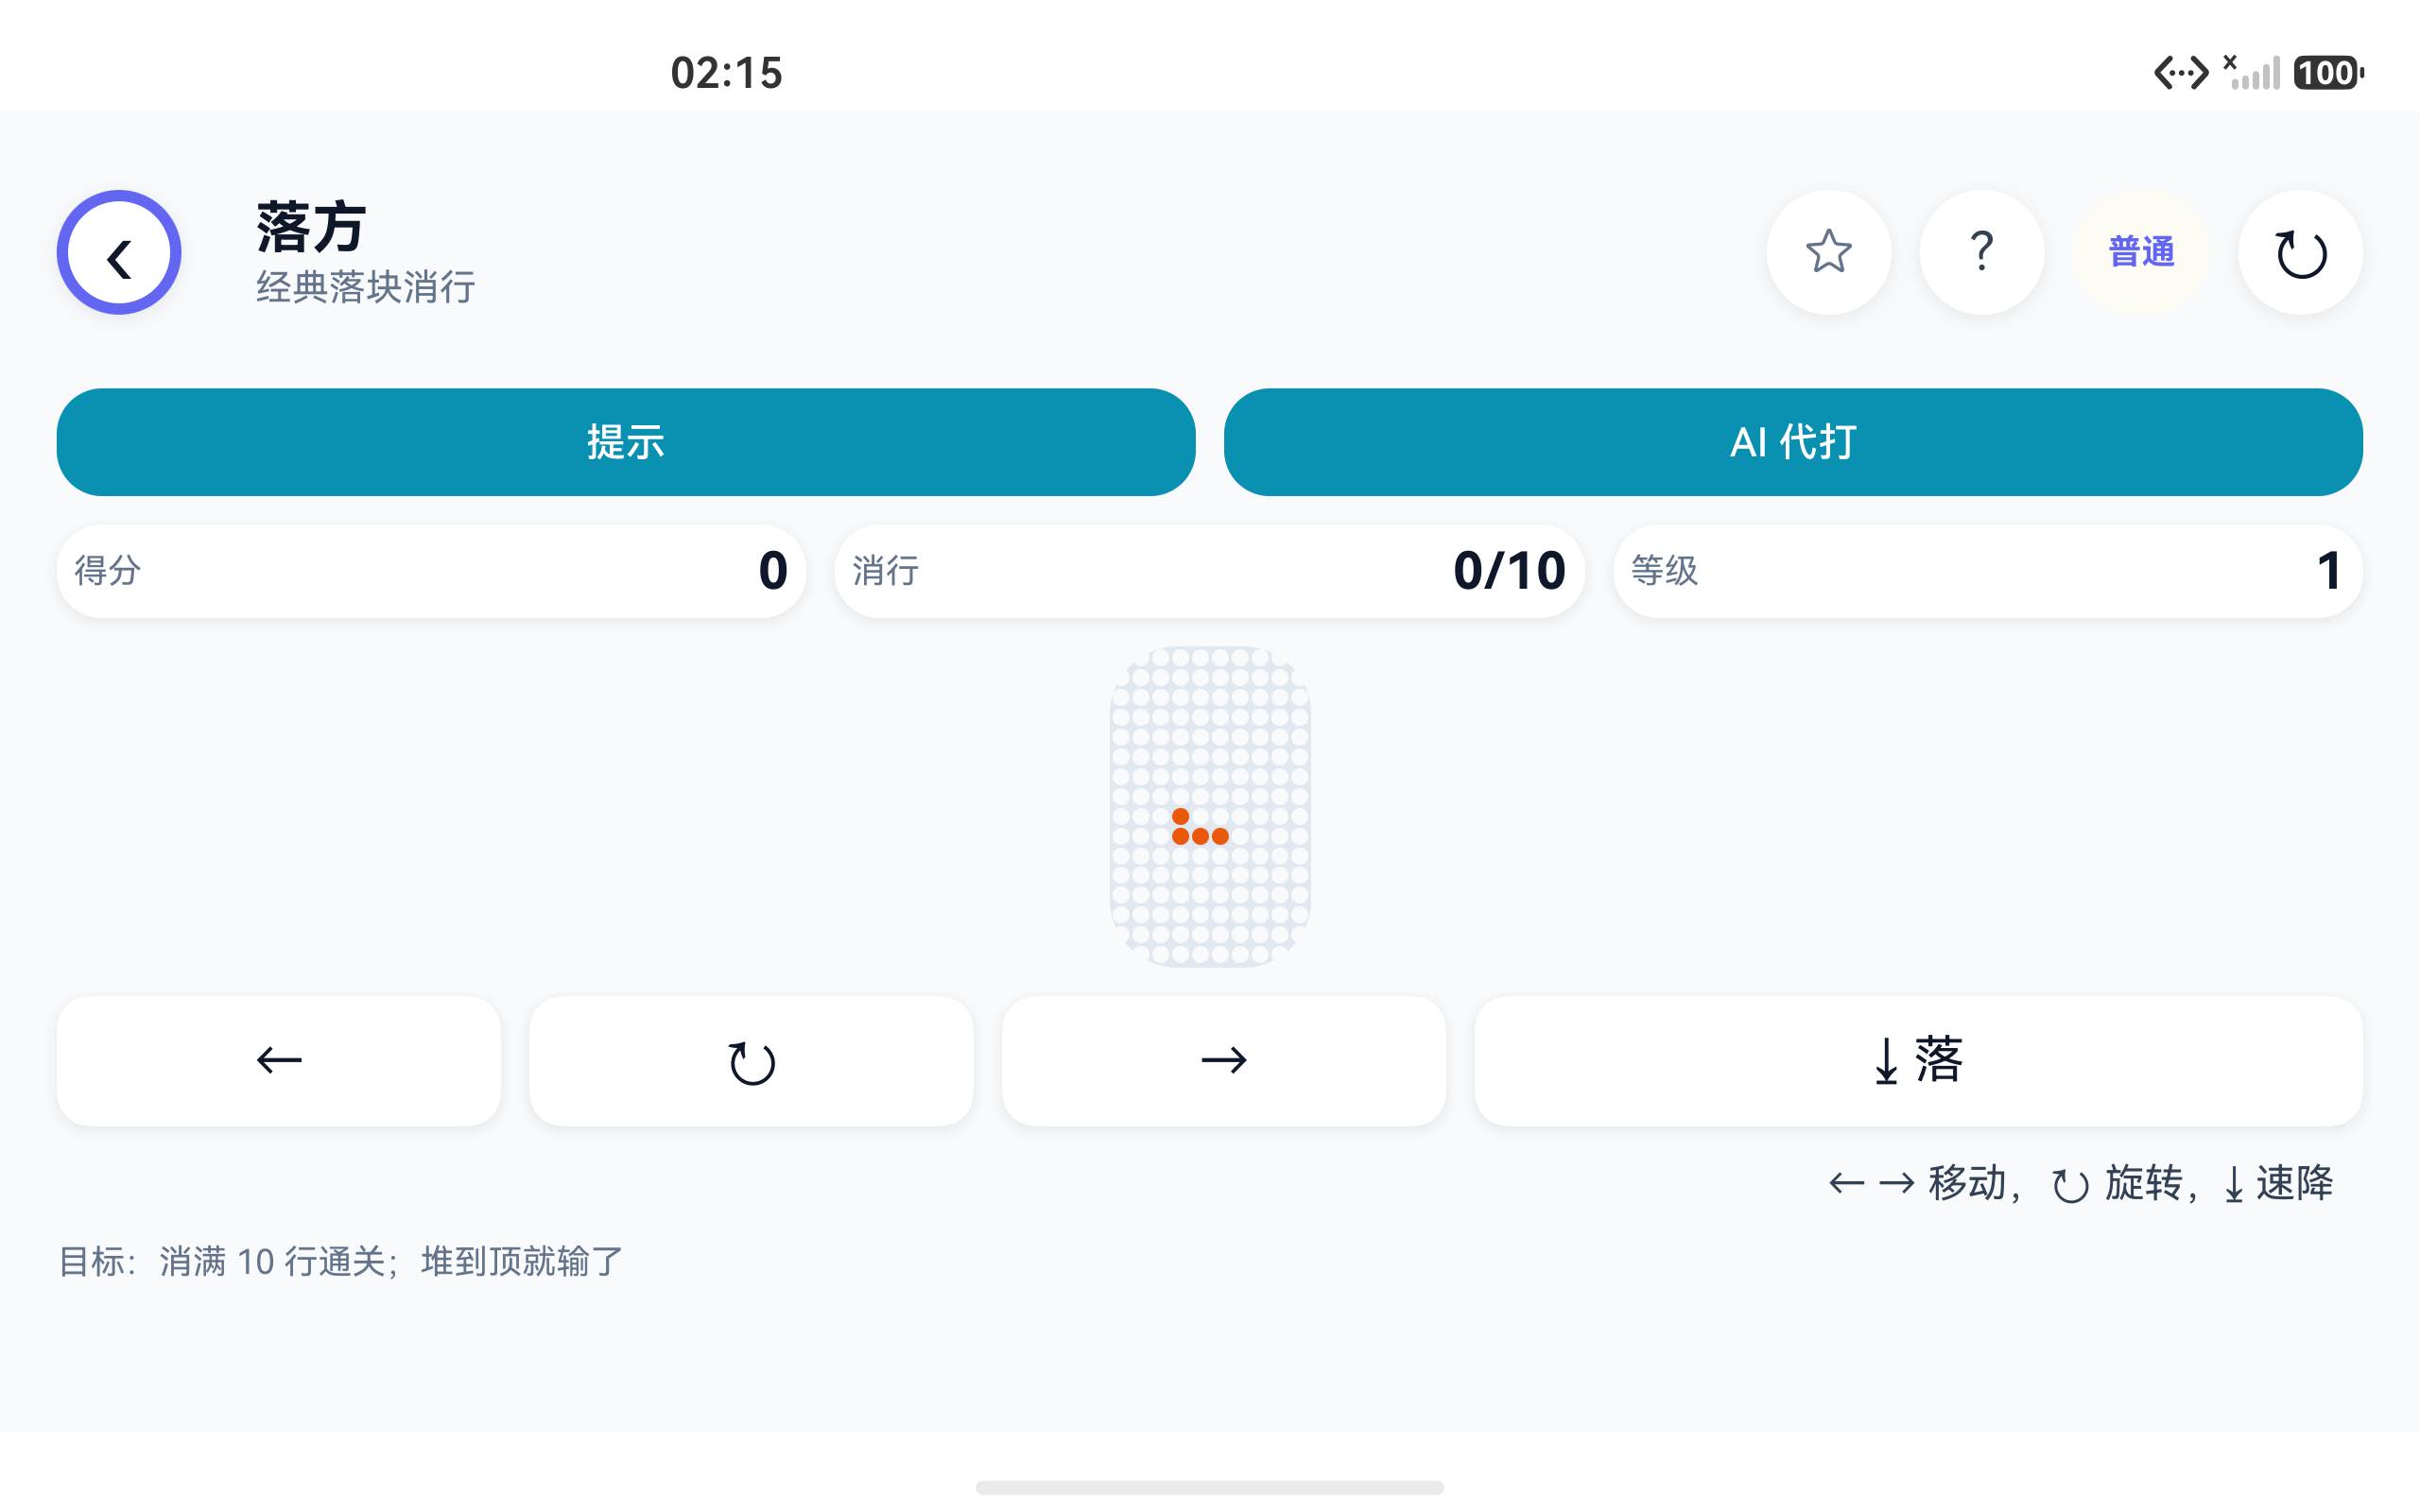 02:15
100
落方
经典落块消行
?
普通
提示
AI 代打
得分 0
消行 0/10
等级 1
← ↻ → ⤓ 落
← → 移动，↻ 旋转，⤓ 速降
目标：消满 10 行通关；堆到顶就输了